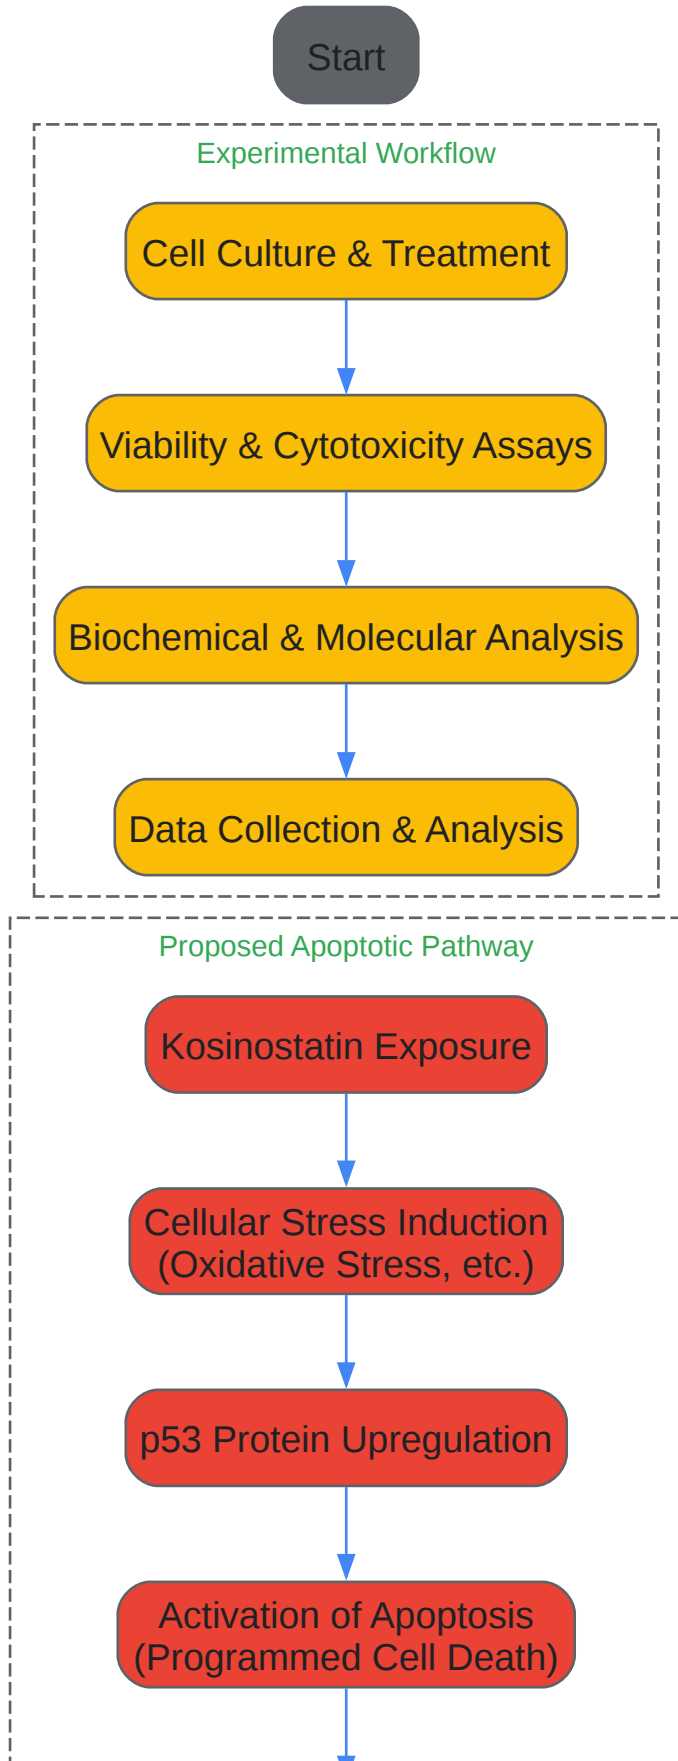 Start
Experimental Workflow
Cell Culture & Treatment
Viability & Cytotoxicity Assays
Biochemical & Molecular Analysis
Data Collection & Analysis
Proposed Apoptotic Pathway
Kosinostatin Exposure
Cellular Stress Induction
(Oxidative Stress, etc.)
p53 Protein Upregulation
Activation of Apoptosis
(Programmed Cell Death)